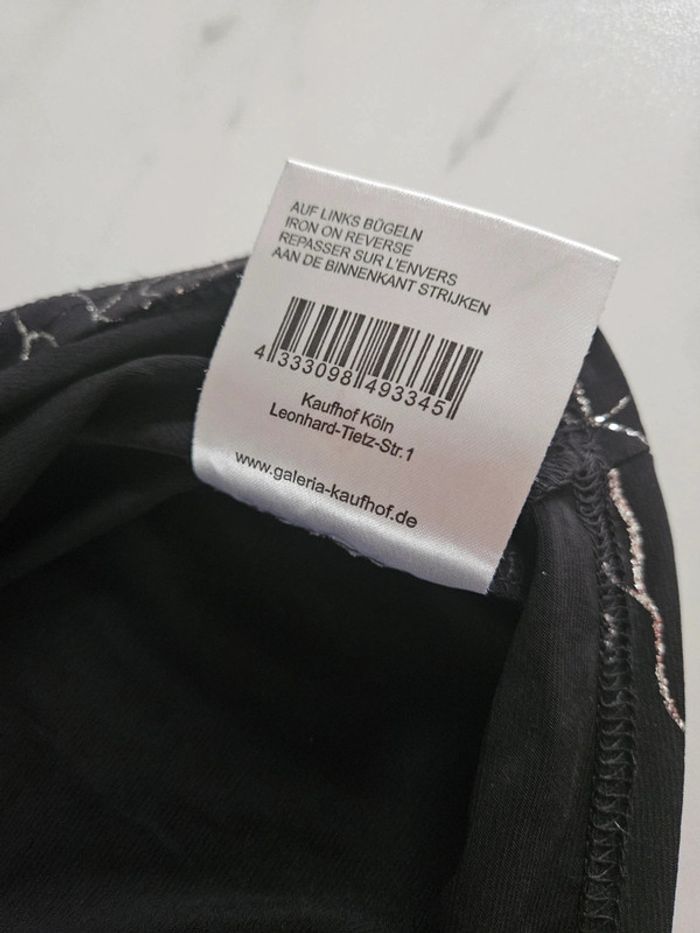 AUF LINKS BÜGELN
IRON ON REVERSE
REPASSER SUR L'ENVERS
AAN DE BINNENKANT STRIJKEN
4 333098 493345
Kaufhof Köln
Leonhard-Tietz-Str.1
www.galeria-kaufhof.de